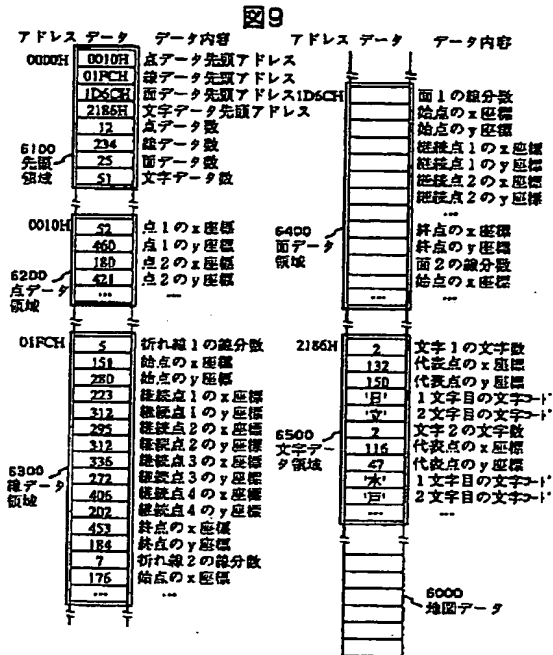 図9
アドレス データ データ内容
0000H 0010H 点データ先頭アドレス
01FCH 線データ先頭アドレス
1D6CH 面データ先頭アドレス
2186H 文字データ先頭アドレス
12 点データ数
234 線データ数
25 面データ数
51 文字データ数
6100
先頭
領域
0010H 52 点1のx座標
460 点1のy座標
180 点2のx座標
421 点2のy座標
... ...
6200
点データ
領域
01FCH 5 折れ線1の線分数
151 始点のx座標
280 始点のy座標
223 継続点1のx座標
312 継続点1のy座標
295 継続点2のx座標
312 継続点2のy座標
336 継続点3のx座標
272 継続点3のy座標
406 継続点4のx座標
202 継続点4のy座標
453 終点のx座標
184 終点のy座標
7 折れ線2の線分数
176 始点のx座標
... ...
6300
線データ
領域
アドレス データ データ内容
1D6CH 面1の線分数
始点のx座標
始点のy座標
継続点1のx座標
継続点1のy座標
継続点2のx座標
継続点2のy座標
...
終点のx座標
終点のy座標
面2の線分数
始点のx座標
... ...
6400
面データ
領域
2186H 2 文字1の文字数
132 代表点のx座標
150 代表点のy座標
'日' 1文字目の文字コード
'立' 2文字目の文字コード
2 文字2の文字数
116 代表点のx座標
47 代表点のy座標
'水' 1文字目の文字コード
'戸' 2文字目の文字コード
... ...
6500
文字デー
タ領域
6000
地図データ